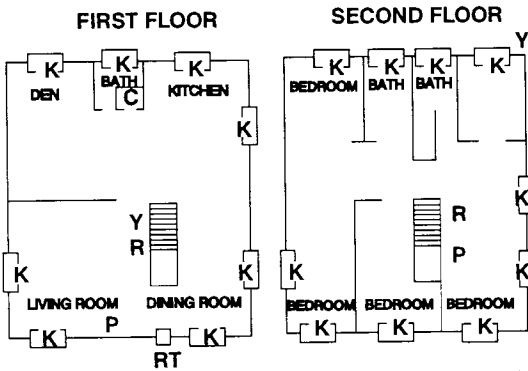 FIRST FLOOR
K K K
DEN BATH KITCHEN
C
K
Y
R
K K
LIVING ROOM DINING ROOM
P
K K
RT
SECOND FLOOR
Y
K K K K
BEDROOM BATH BATH
K
R
P
K K
BEDROOM BEDROOM BEDROOM
K K K